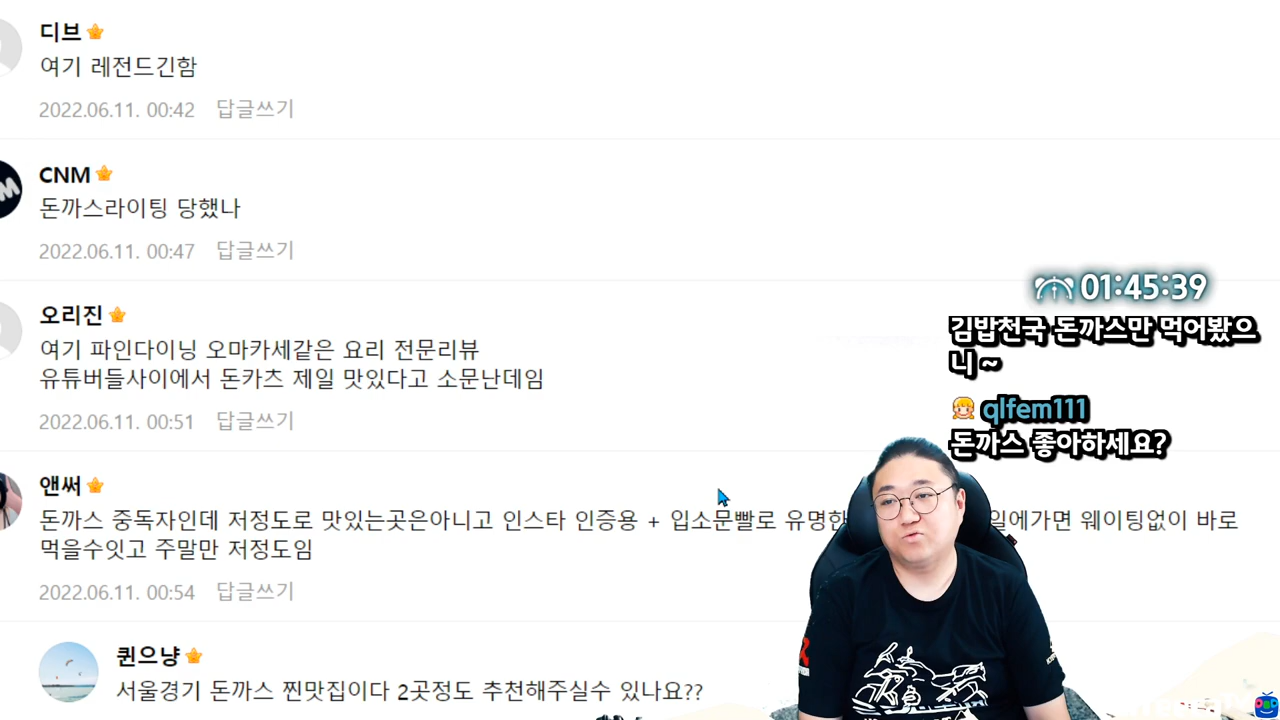 디브
여기 레전드긴함
2022.06.11. 00:42 답글쓰기
CNM
돈까스라이팅 당했나
2022.06.11. 00:47 답글쓰기
오리진
여기 파인다이닝 오마카세같은 요리 전문리뷰
유튜버들사이에서 돈카츠 제일 맛있다고 소문난데임
2022.06.11. 00:51 답글쓰기
앤써
돈까스 중독자인데 저정도로 맛있는곳은아니고 인스타 인증용 + 입소문빨로 유명한 일에가면 웨이팅없이 바로
먹을수잇고 주말만 저정도임
2022.06.11. 00:54 답글쓰기
퀸으냥
서울경기 돈까스 찐맛집이다 2곳정도 추천해주실수 있나요??
01:45:39
김밥천국 돈까스만 먹어봤으
니 ~
qlfem111
돈까스 좋아하세요?